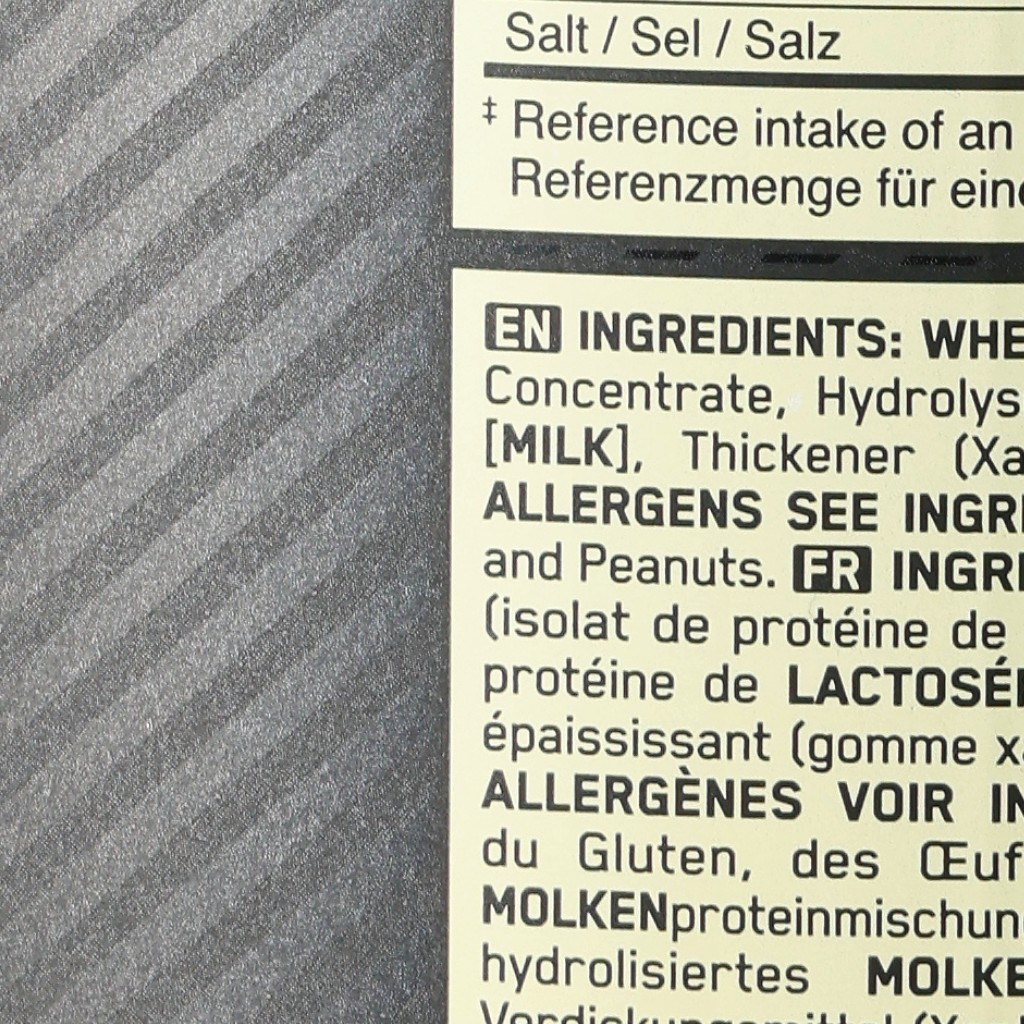 Salt / Sel / Salz
‡ Reference intake of an
Referenzmenge für eine
EN INGREDIENTS: WHE
Concentrate, Hydrolys
[MILK], Thickener (Xa
ALLERGENS SEE INGR
and Peanuts. FR INGR
(isolat de protéine de
protéine de LACTOSÉ
épaississant (gomme x
ALLERGÈNES VOIR IN
du Gluten, des Œuf
MOLKENproteinmischun
hydrolisiertes MOLKE